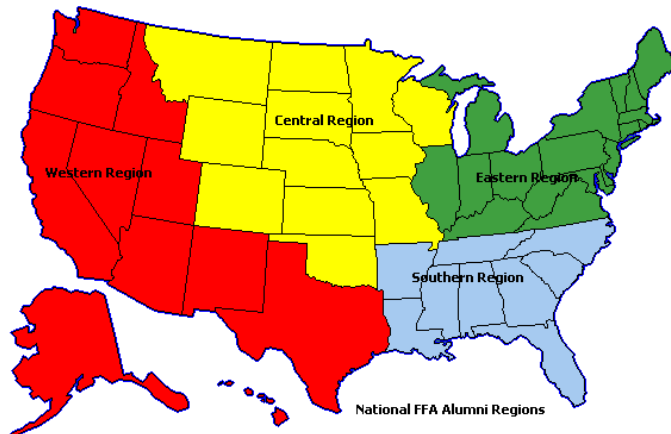 Central Region
Western Region
Eastern Region
Southern Region
National FFA Alumni Regions